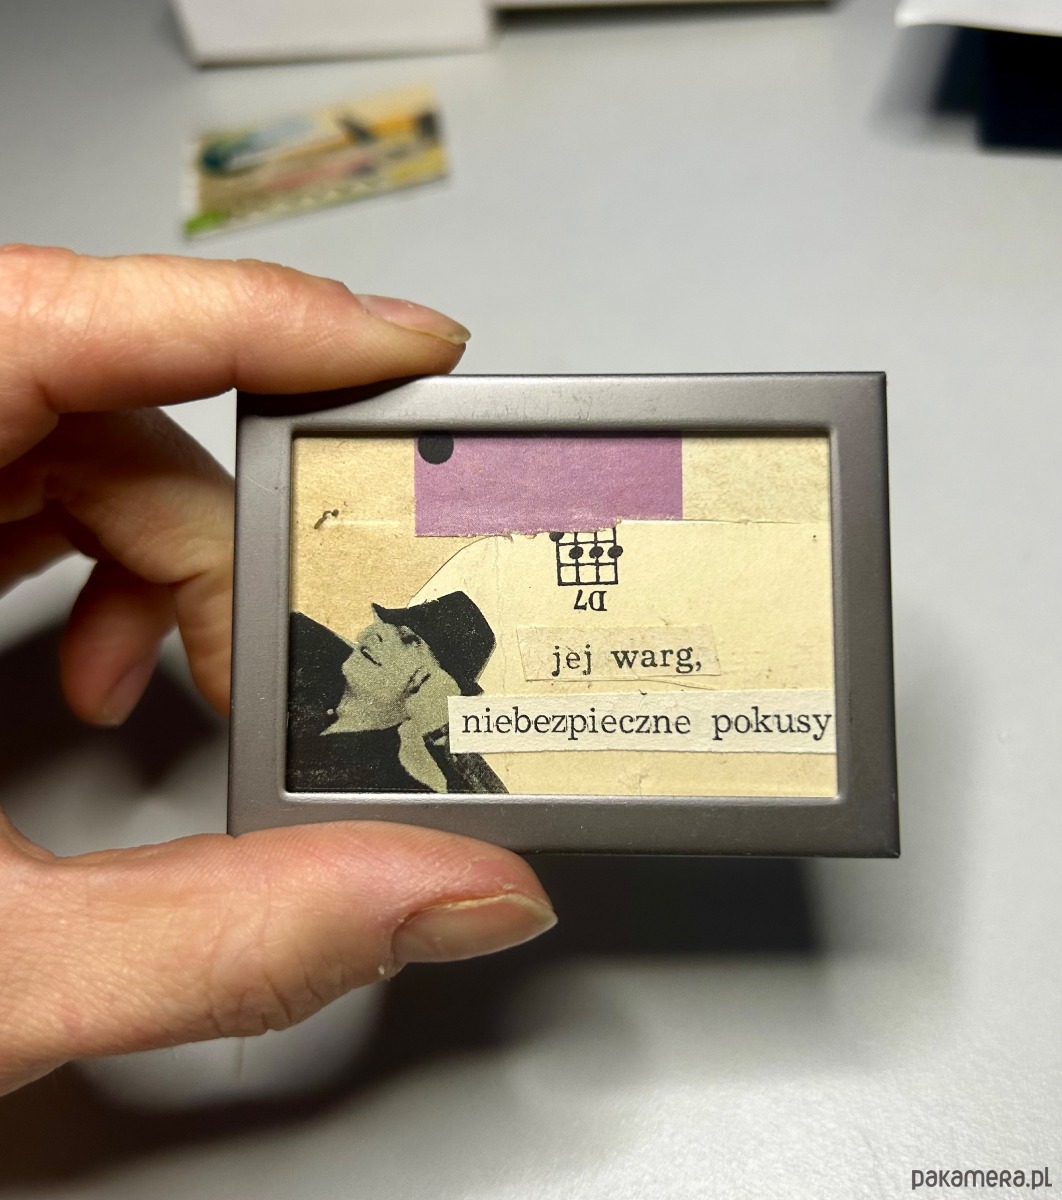 D7
jej warg,
niebezpieczne pokusy
pakamera.pl